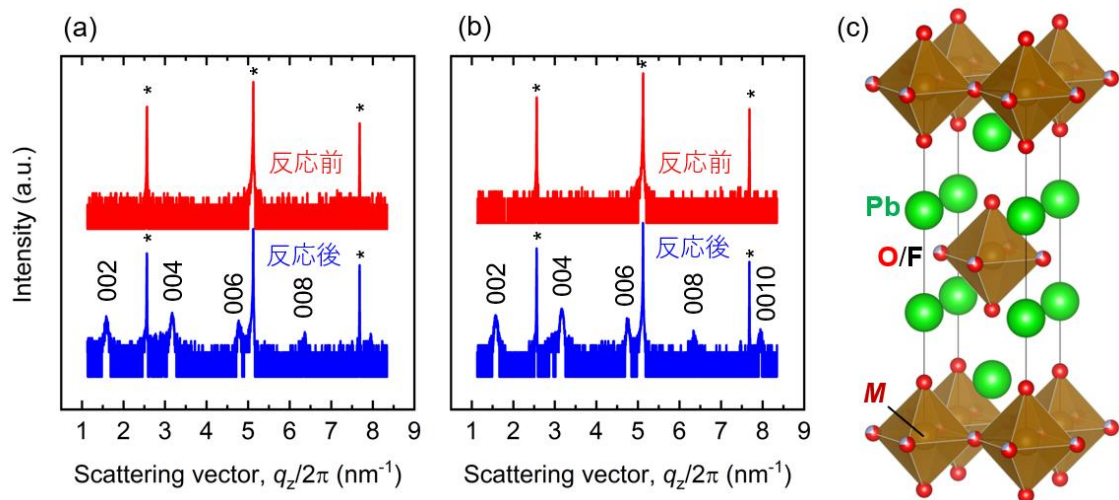 (a)
Intensity (a.u.)
*
*
*
反応前
*
*
反応後
002
004
006
008
1 2 3 4 5 6 7 8 9
Scattering vector, q_z/2π (nm⁻¹)
(b)
*
*
*
反応前
*
*
反応後
002
004
006
008
0010
1 2 3 4 5 6 7 8 9
Scattering vector, q_z/2π (nm⁻¹)
(c)
Pb
O/F
M